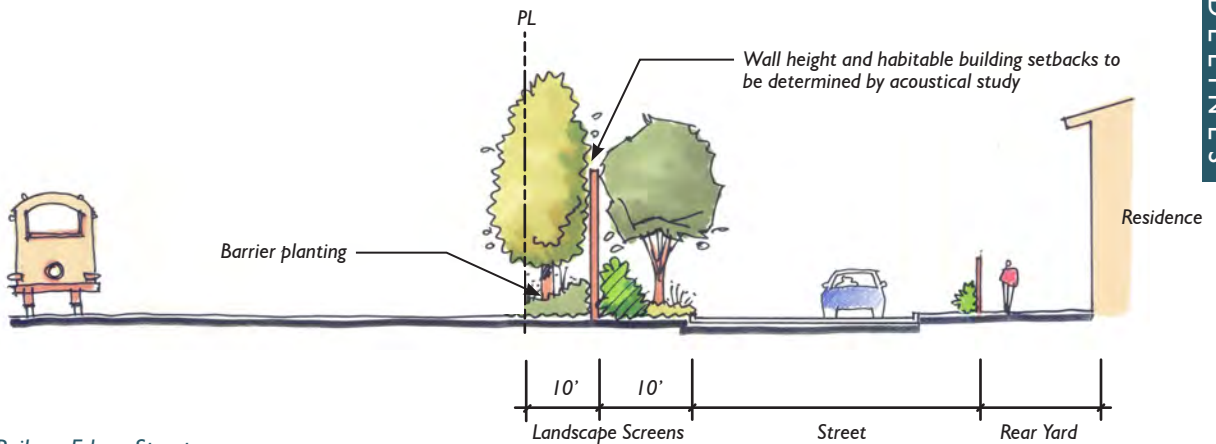 PL
Wall height and habitable building setbacks to
be determined by acoustical study
Residence
Barrier planting
10'
10'
Landscape Screens
Street
Rear Yard